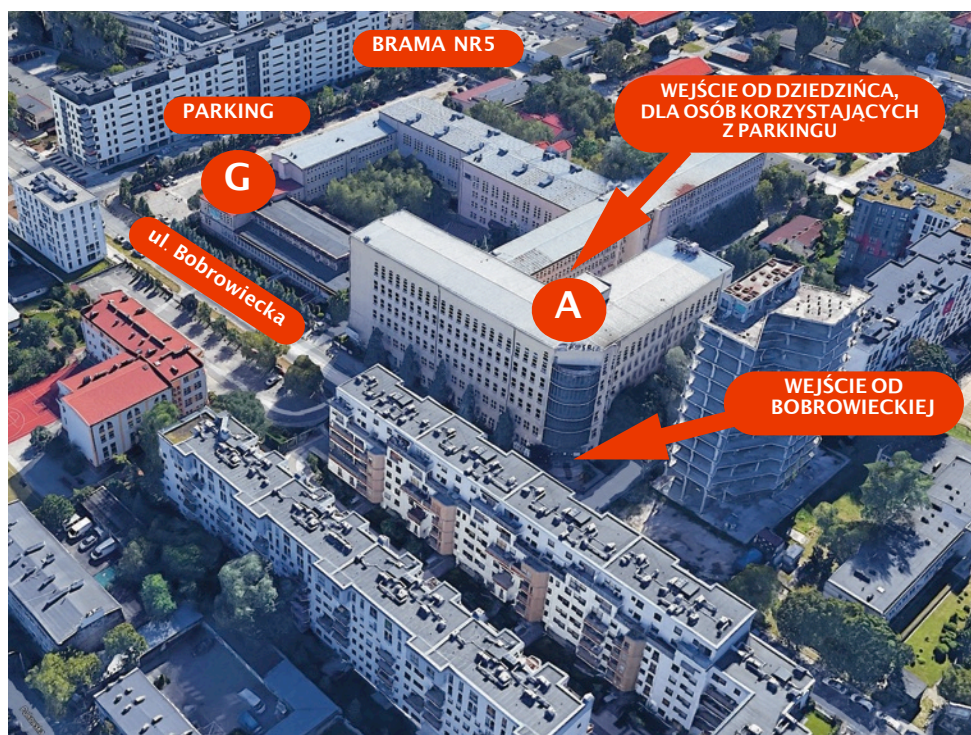 BRAMA NR5
WEJŚCIE OD DZIEDZIŃCA,
DLA OSÓB KORZYSTAJĄCYCH
Z PARKINGU
PARKING
G
ul. Bobrowiecka
A
WEJŚCIE OD
BOBROWIECKIEJ